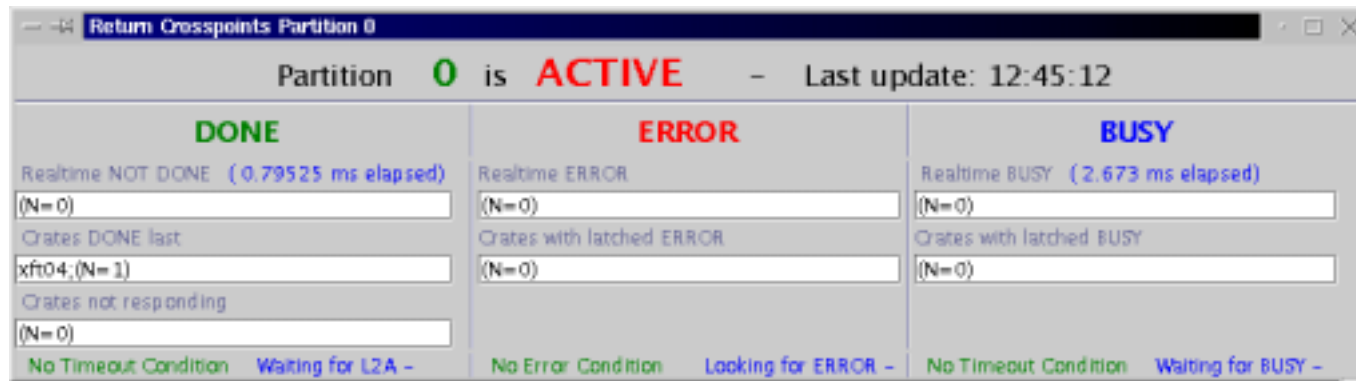 Return Crosspoints Partition 0
Partition 0 is ACTIVE - Last update: 12:45:12
DONE
Realtime NOT DONE ( 0.79525 ms elapsed)
(N=0)
Crates DONE last
xft04;(N=1)
Crates not responding
(N=0)
No Timeout Condition Waiting for L2A -
ERROR
Realtime ERROR
(N=0)
Crates with latched ERROR
(N=0)
No Error Condition Looking for ERROR -
BUSY
Realtime BUSY ( 2.673 ms elapsed)
(N=0)
Crates with latched BUSY
(N=0)
No Timeout Condition Waiting for BUSY -